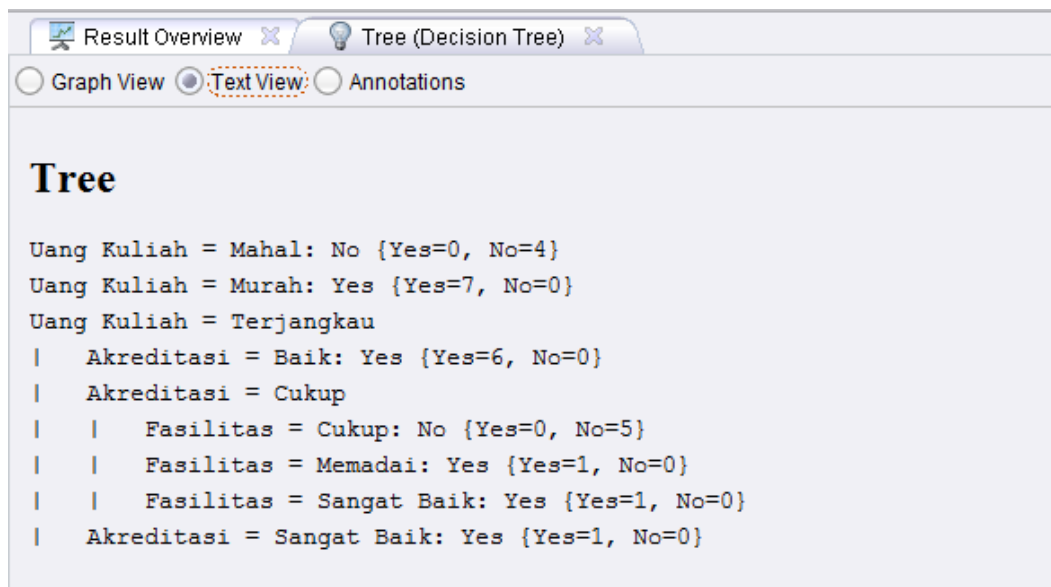 Result Overview Tree (Decision Tree)
Graph View Text View Annotations
Tree
Uang Kuliah = Mahal: No {Yes=0, No=4}
Uang Kuliah = Murah: Yes {Yes=7, No=0}
Uang Kuliah = Terjangkau
|   Akreditasi = Baik: Yes {Yes=6, No=0}
|   Akreditasi = Cukup
|   |   Fasilitas = Cukup: No {Yes=0, No=5}
|   |   Fasilitas = Memadai: Yes {Yes=1, No=0}
|   |   Fasilitas = Sangat Baik: Yes {Yes=1, No=0}
|   Akreditasi = Sangat Baik: Yes {Yes=1, No=0}